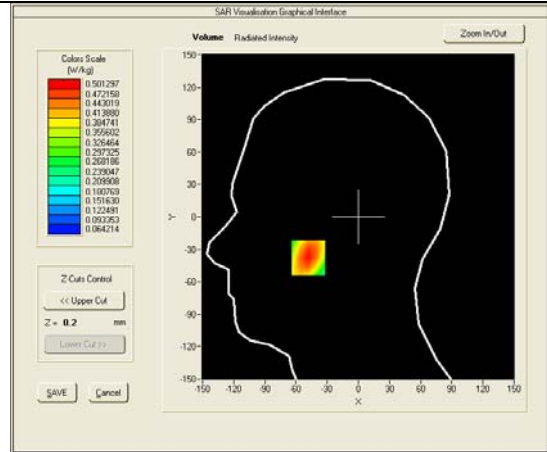 SAR Visualisation Graphical Interface
Volume Radiated Intensity
Zoom In/Out
Colors Scale
(W/kg)
0.501297
0.472158
0.443019
0.413880
0.384741
0.355602
0.326464
0.297325
0.268186
0.239047
0.209908
0.180769
0.151630
0.122491
0.093353
0.064214
Z Cuts Control
<< Upper Cut
Z = 0.2 mm
Lower Cut >>
SAVE Cancel
150
120
90
60
30
0
-30
-60
-90
-120
-150
Y
-150 -120 -90 -60 -30 0 30 60 90 120 150
X